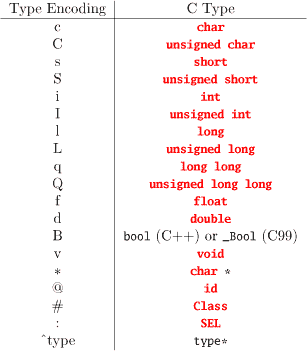 Type Encoding C Type
c char
C unsigned char
s short
S unsigned short
i int
I unsigned int
l long
L unsigned long
q long long
Q unsigned long long
f float
d double
B bool (C++) or _Bool (C99)
v void
* char *
@ id
# Class
: SEL
^type type*